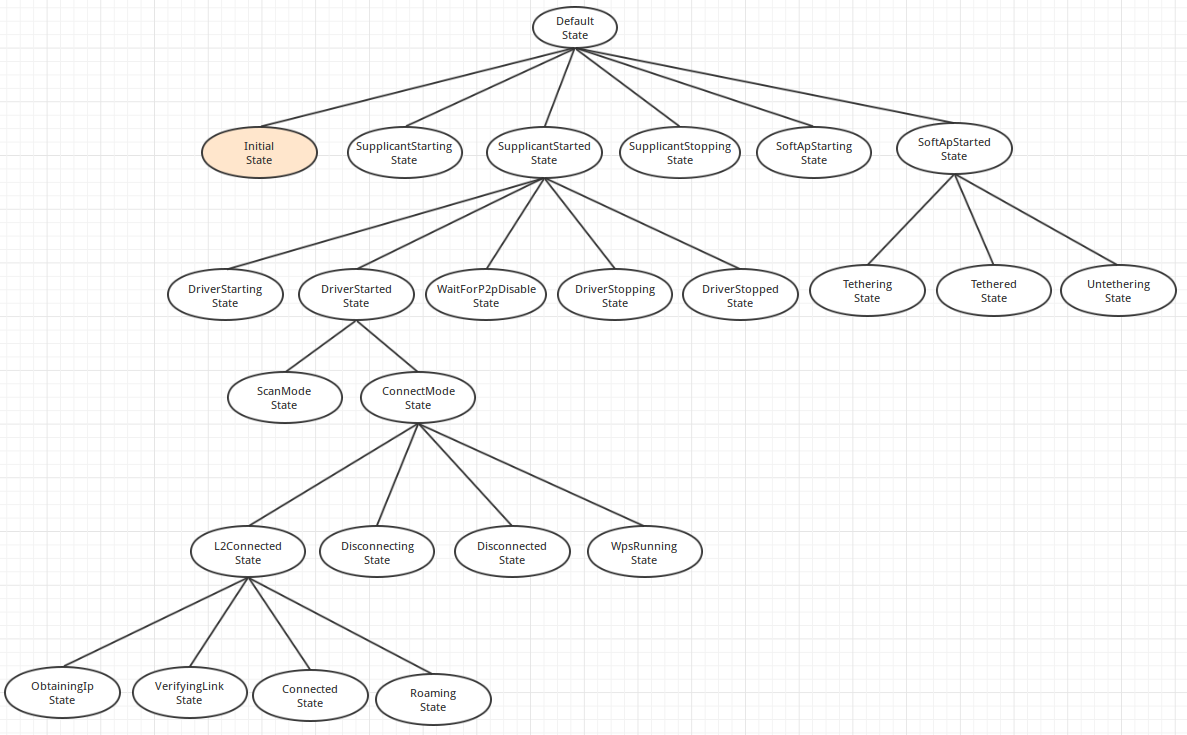 Default
State
Initial
State
SupplicantStarting
State
SupplicantStarted
State
SupplicantStopping
State
SoftApStarting
State
SoftApStarted
State
DriverStarting
State
DriverStarted
State
WaitForP2pDisable
State
DriverStopping
State
DriverStopped
State
Tethering
State
Tethered
State
Untethering
State
ScanMode
State
ConnectMode
State
L2Connected
State
Disconnecting
State
Disconnected
State
WpsRunning
State
ObtainingIp
State
VerifyingLink
State
Connected
State
Roaming
State